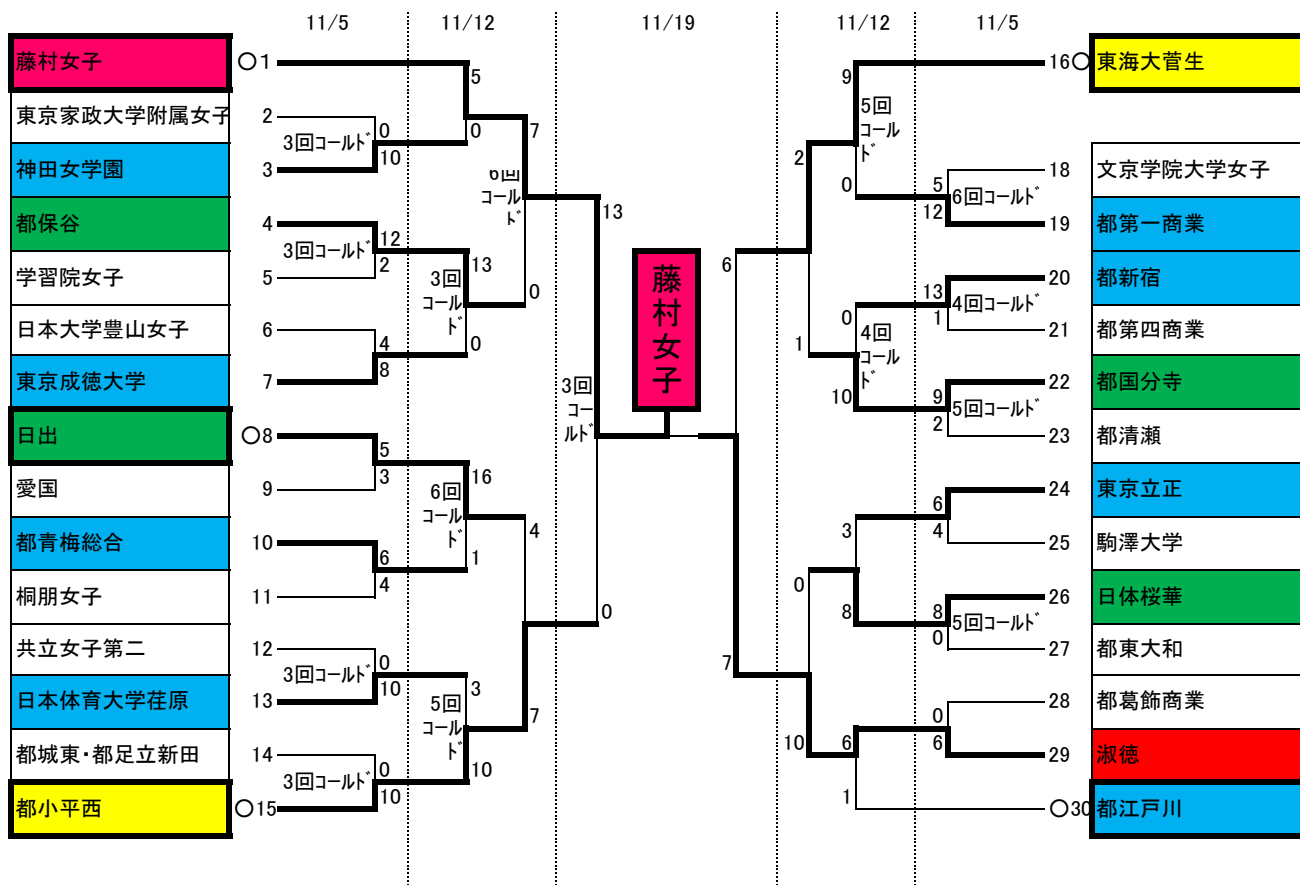 11/5 11/12 11/19 11/12 11/5
藤村女子 ○1 5 9 16○ 東海大菅生
東京家政大学附属女子 2 0 0 7 5回
3回コールド コールド
神田女学園 3 10 2 0 5 18 文京学院大学女子
コールド 6回コールド
都保谷 4 12 13 12 19 都第一商業
3回コールド
学習院女子 5 2 13 0 6 13 20 都新宿
3回コールド 4回コールド
日本大学豊山女子 6 4 0 0 1 21 都第四商業
4回コールド
東京成徳大学 7 8 1 10 9 22 都国分寺
3回コールド 藤村女子 5回コールド
日出 ○8 5 2 23 都清瀬
愛国 9 3 16 6 24 東京立正
6回コールド
都青梅総合 10 6 1 4 3 4 25 駒澤大学
桐朋女子 11 4 0 0 8 8 26 日体桜華
5回コールド
共立女子第二 12 0 7 0 27 都東大和
3回コールド
日本体育大学荏原 13 10 3 0 28 都葛飾商業
5回コールド
都城東・都足立新田 14 0 7 10 6 6 29 淑徳
3回コールド
都小平西 ○15 10 10 1 ○30 都江戸川